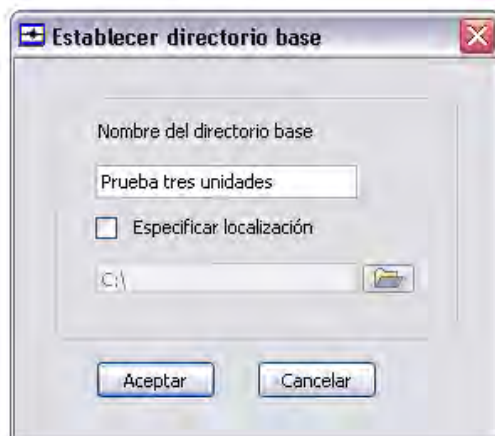 Establecer directorio base
Nombre del directorio base
Prueba tres unidades
Especificar localización
C:\
Aceptar Cancelar